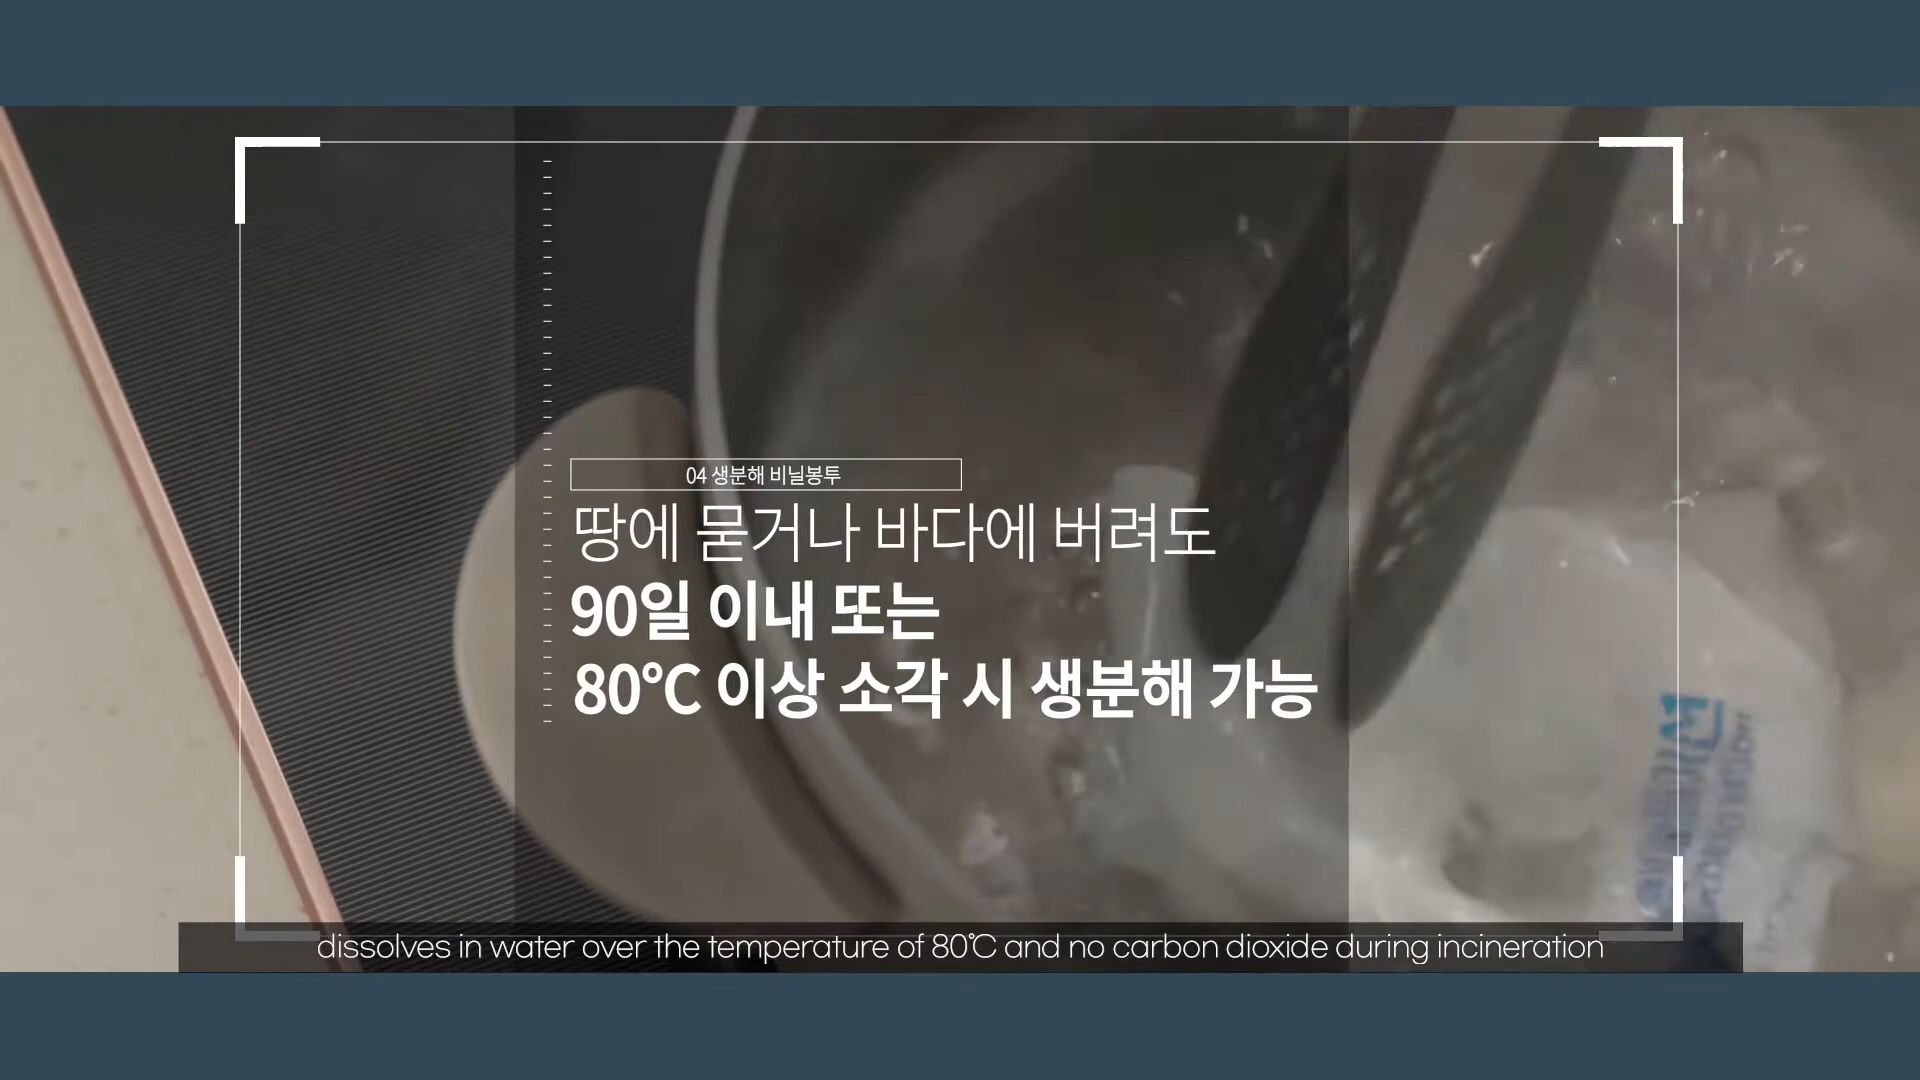 04 생분해 비닐봉투
땅에 묻거나 바다에 버려도
90일 이내 또는
80℃ 이상 소각 시 생분해 가능
dissolves in water over the temperature of 80℃ and no carbon dioxide during incineration